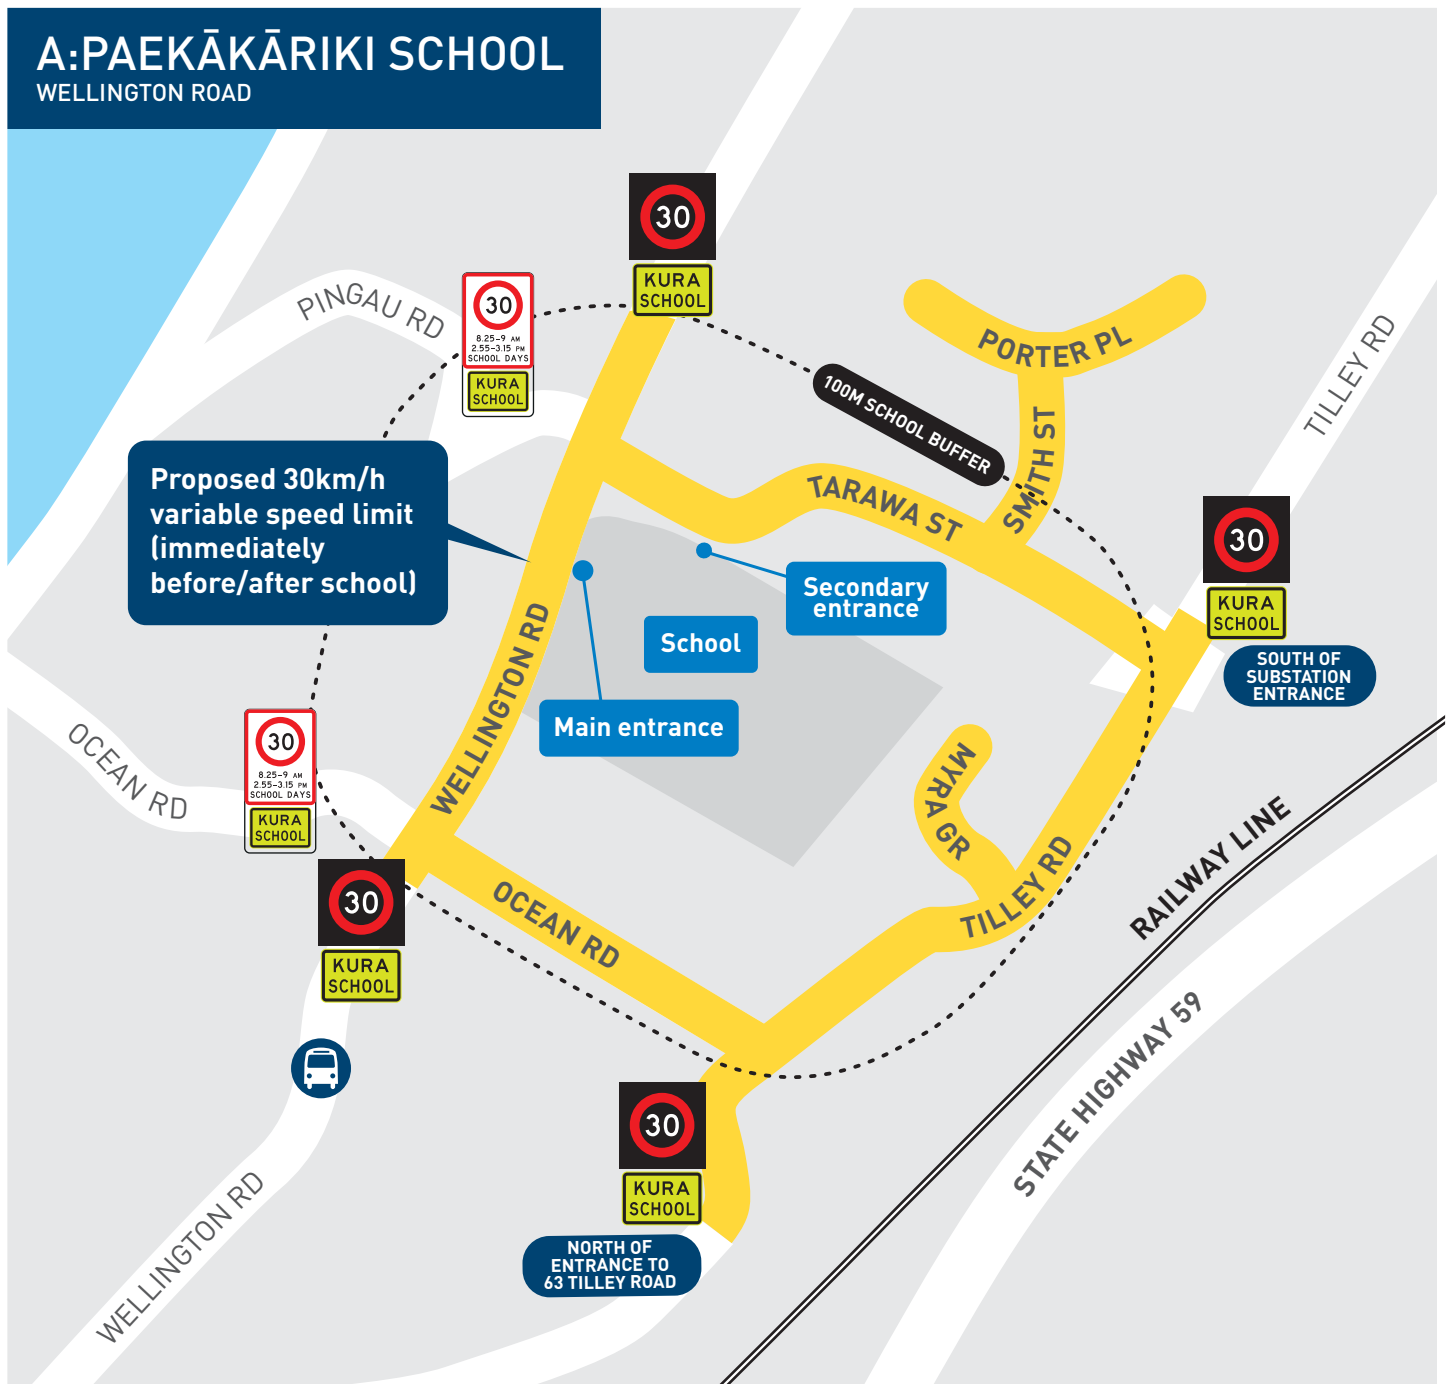 A:PAEKĀKĀRIKI SCHOOL
WELLINGTON ROAD
30
KURA
SCHOOL
PINGAU RD
30
8.25–9 AM
2.55–3.15 PM
SCHOOL DAYS
KURA
SCHOOL
PORTER PL
TILLEY RD
100M SCHOOL BUFFER
SMITH ST
TARAWA ST
Proposed 30km/h
variable speed limit
(immediately
before/after school)
30
KURA
SCHOOL
SOUTH OF
SUBSTATION
ENTRANCE
Secondary
entrance
School
Main entrance
WELLINGTON RD
OCEAN RD
30
8.25–9 AM
2.55–3.15 PM
SCHOOL DAYS
KURA
SCHOOL
MYRA GR
TILLEY RD
RAILWAY LINE
30
KURA
SCHOOL
OCEAN RD
STATE HIGHWAY 59
30
KURA
SCHOOL
WELLINGTON RD
NORTH OF
ENTRANCE TO
63 TILLEY ROAD